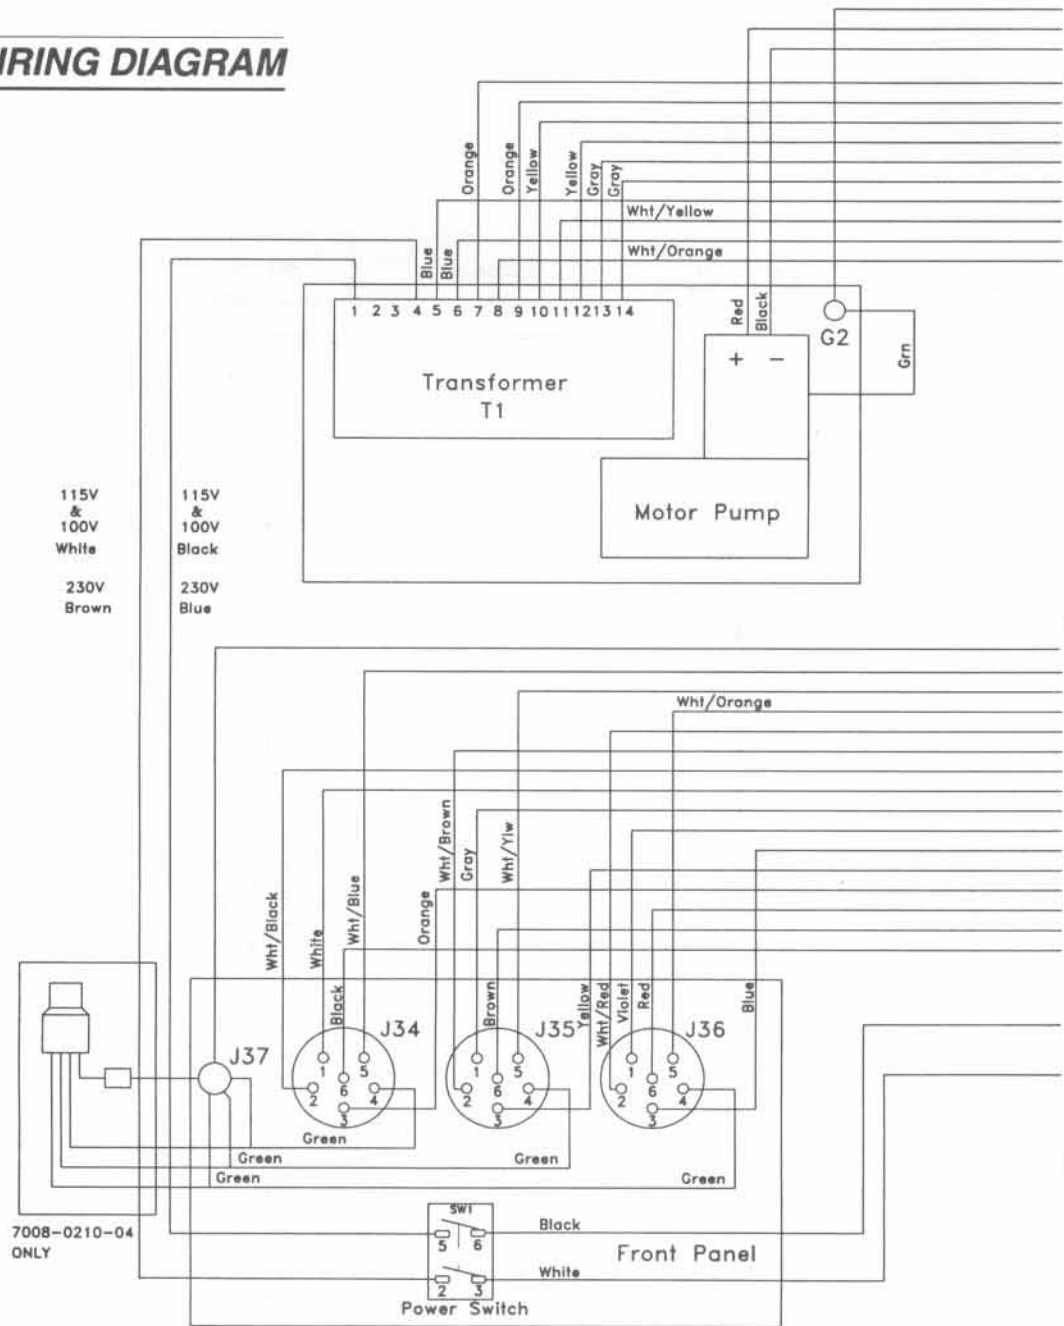 IRING DIAGRAM
Orange
Orange
Yellow
Yellow
Gray
Gray
Wht/Yellow
Wht/Orange
Blue
Blue
1 2 3 4 5 6 7 8 9 10 11 12 13 14
Transformer
T1
Red
Black
+ −
G2
Grn
Motor Pump
115V
&
100V
White
230V
Brown
115V
&
100V
Black
230V
Blue
Wht/Orange
Wht/Black
White
Black
Wht/Blue
Orange
Wht/Brown
Gray
Brown
Wht/Ylw
Yellow
Wht/Red
Violet
Red
Blue
J37
J34
1
5
6
2
4
3
J35
1
5
6
2
4
3
J36
1
5
6
2
4
3
Green
Green
Green
Green
Green
7008-0210-04
ONLY
SW1
5 6
2 3
Power Switch
Black
White
Front Panel